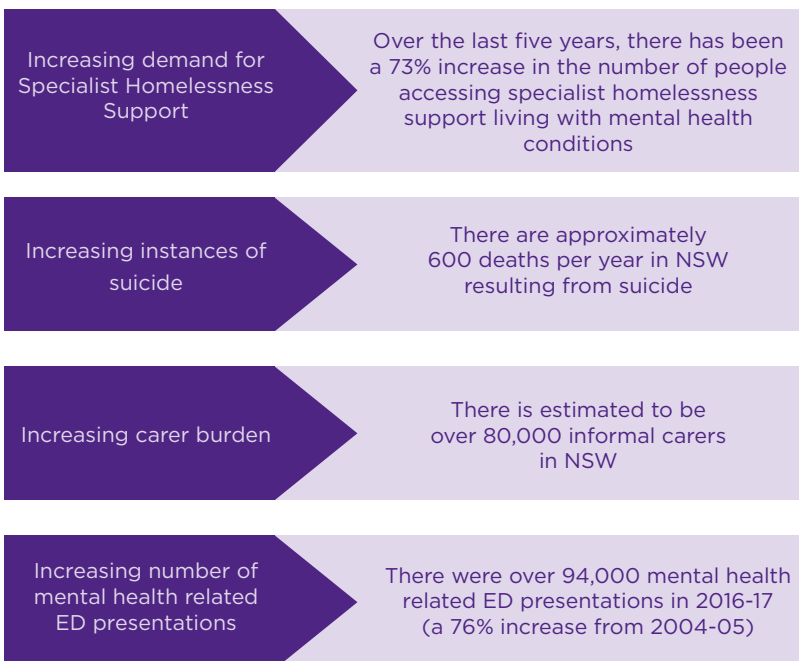 Increasing demand for
Specialist Homelessness
Support
Over the last five years, there has been
a 73% increase in the number of people
accessing specialist homelessness
support living with mental health
conditions
Increasing instances of
suicide
There are approximately
600 deaths per year in NSW
resulting from suicide
Increasing carer burden
There is estimated to be
over 80,000 informal carers
in NSW
Increasing number of
mental health related
ED presentations
There were over 94,000 mental health
related ED presentations in 2016-17
(a 76% increase from 2004-05)